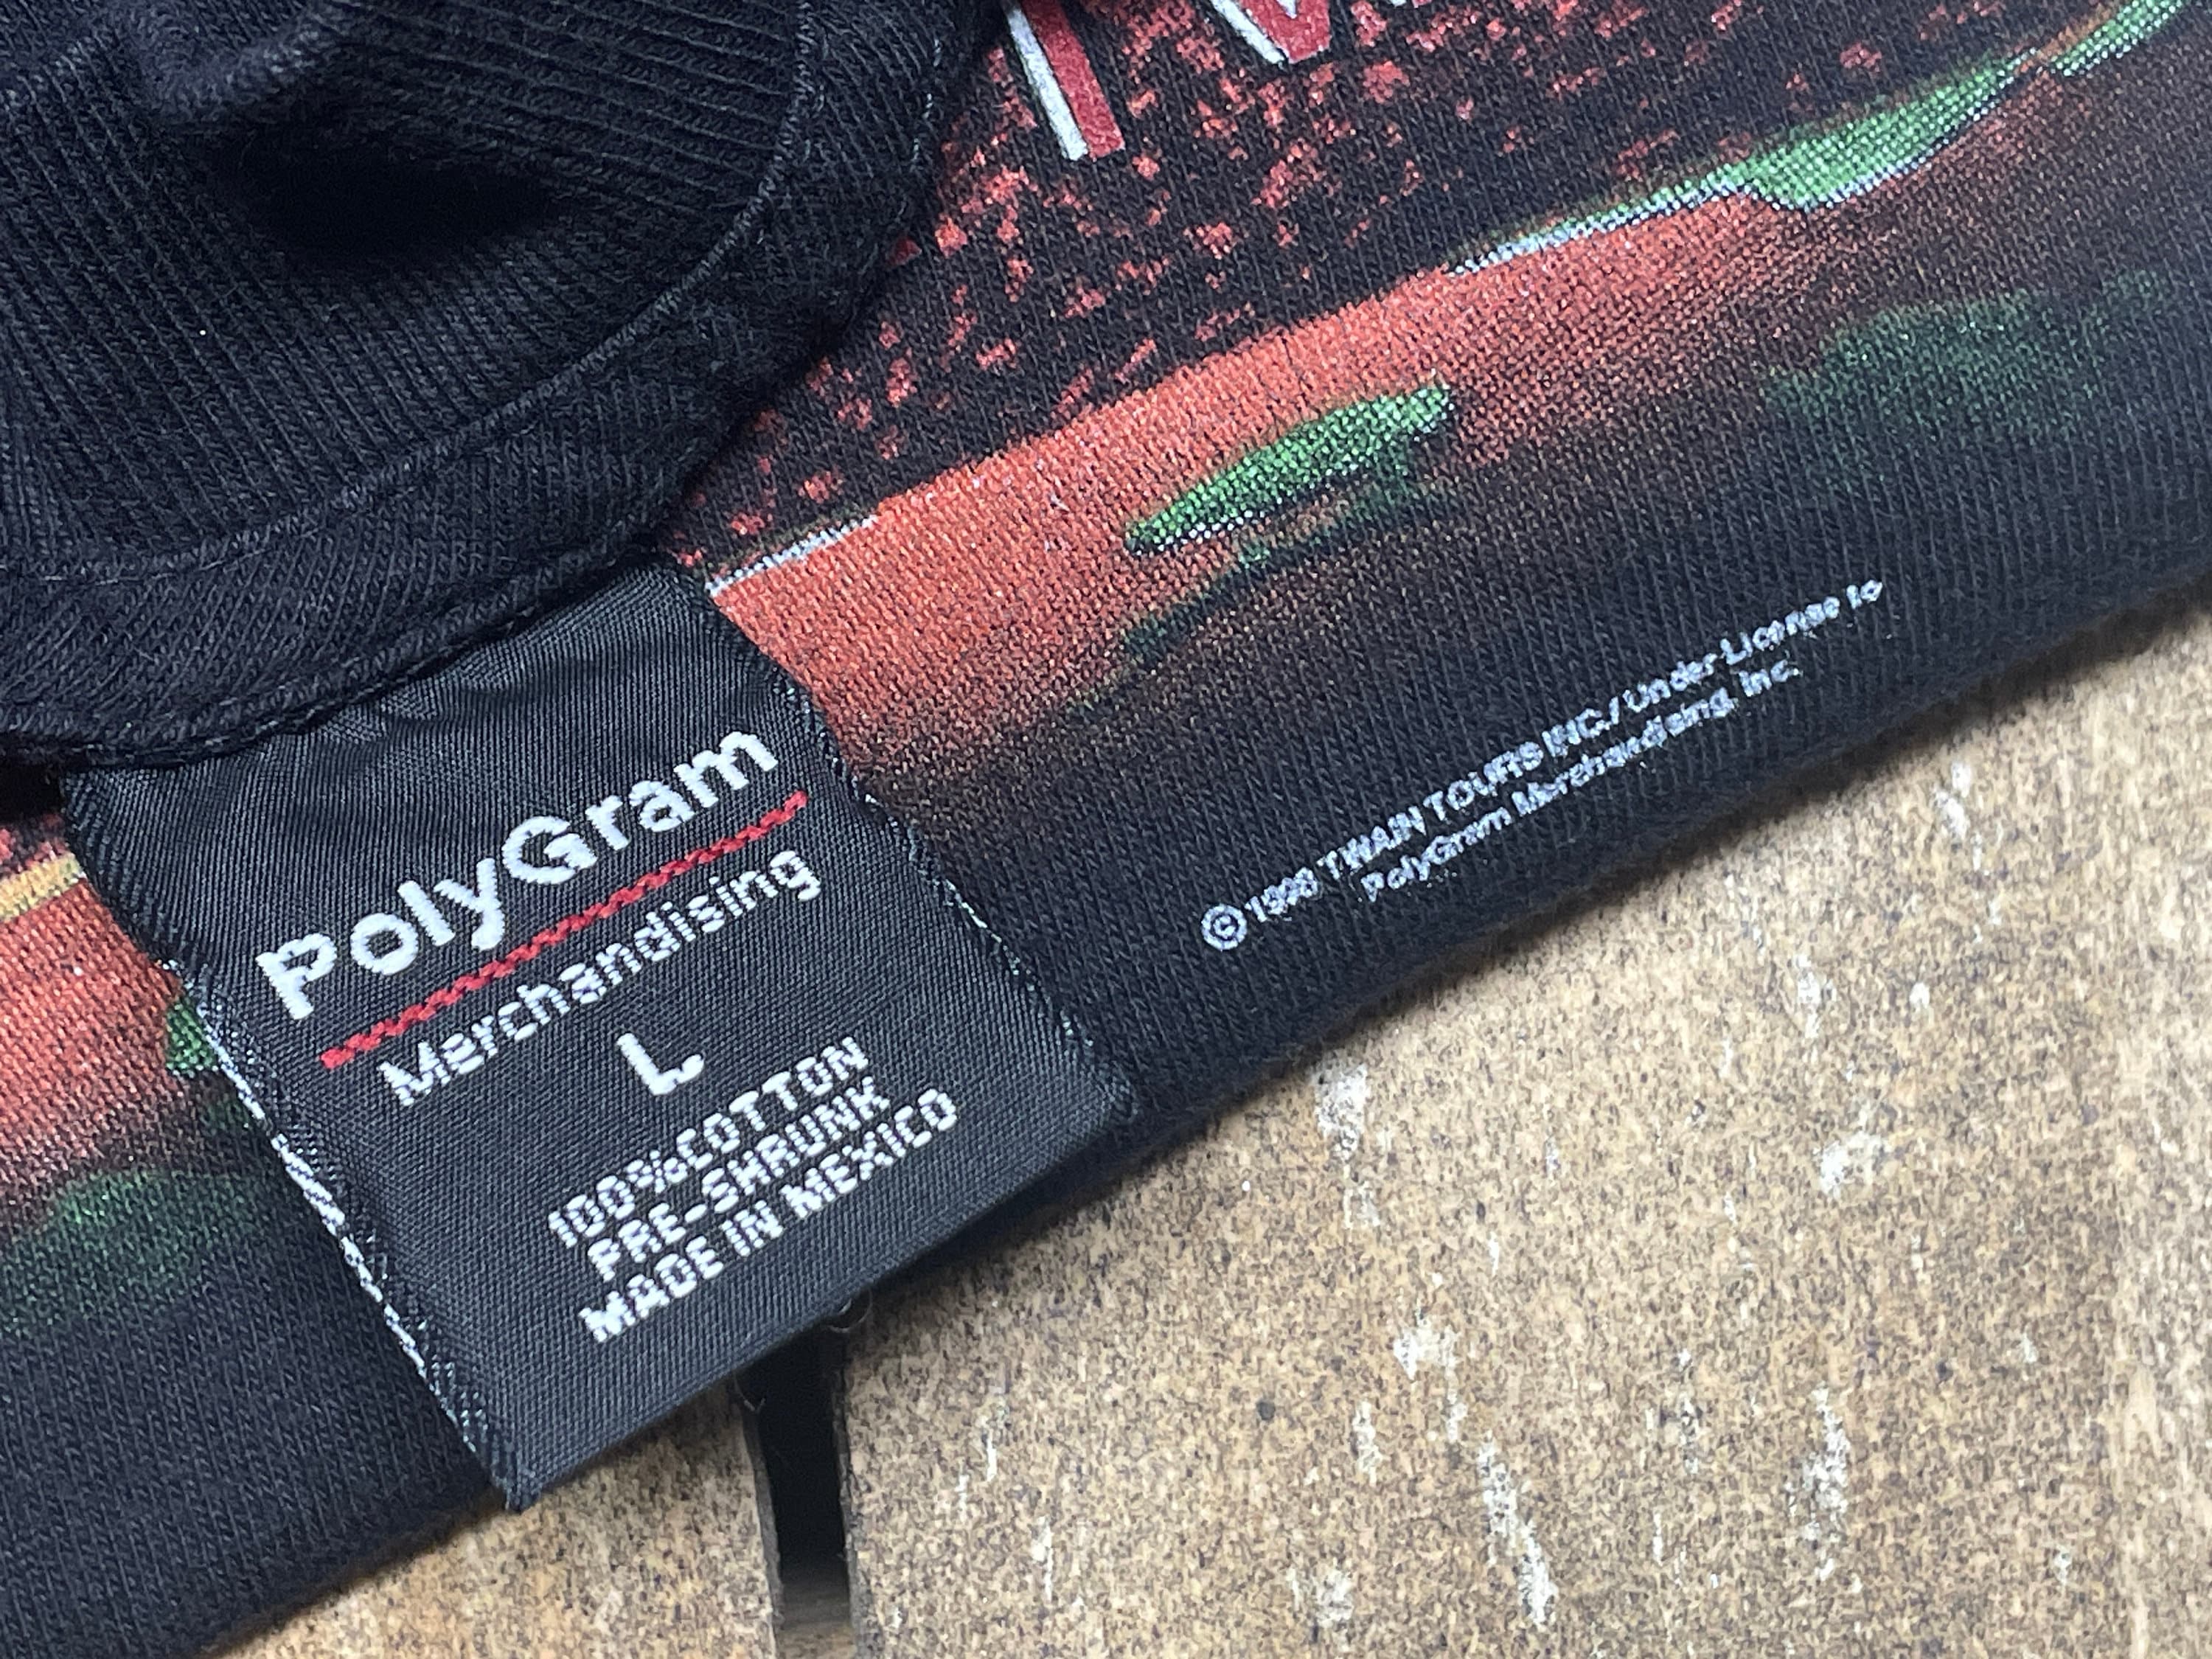 PolyGram
Merchandising
L
100% COTTON
PRE-SHRUNK
MADE IN MEXICO
© 1998 TWAIN TOURS INC./Under License to
PolyGram Merchandising, Inc.